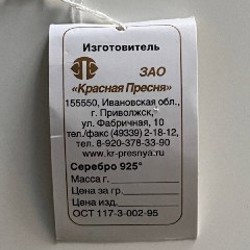 Изготовитель
ЗАО
«Красная Пресня»
155550, Ивановская обл.,
г. Приволжск,
ул. Фабричная, 10
тел./факс (49339) 2-18-12,
тел. 8-920-378-33-90
www.kr-presnya.ru
Серебро 925°
Масса г.
Цена за гр.
Цена изд.
ОСТ 117-3-002-95